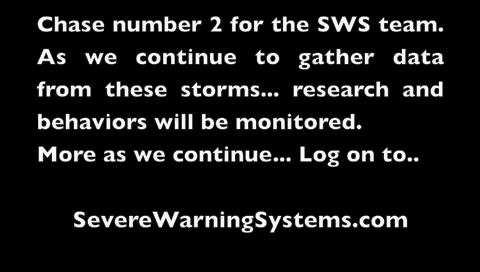 Chase number 2 for the SWS team.
As we continue to gather data
from these storms... research and
behaviors will be monitored.
More as we continue... Log on to..
SevereWarningSystems.com